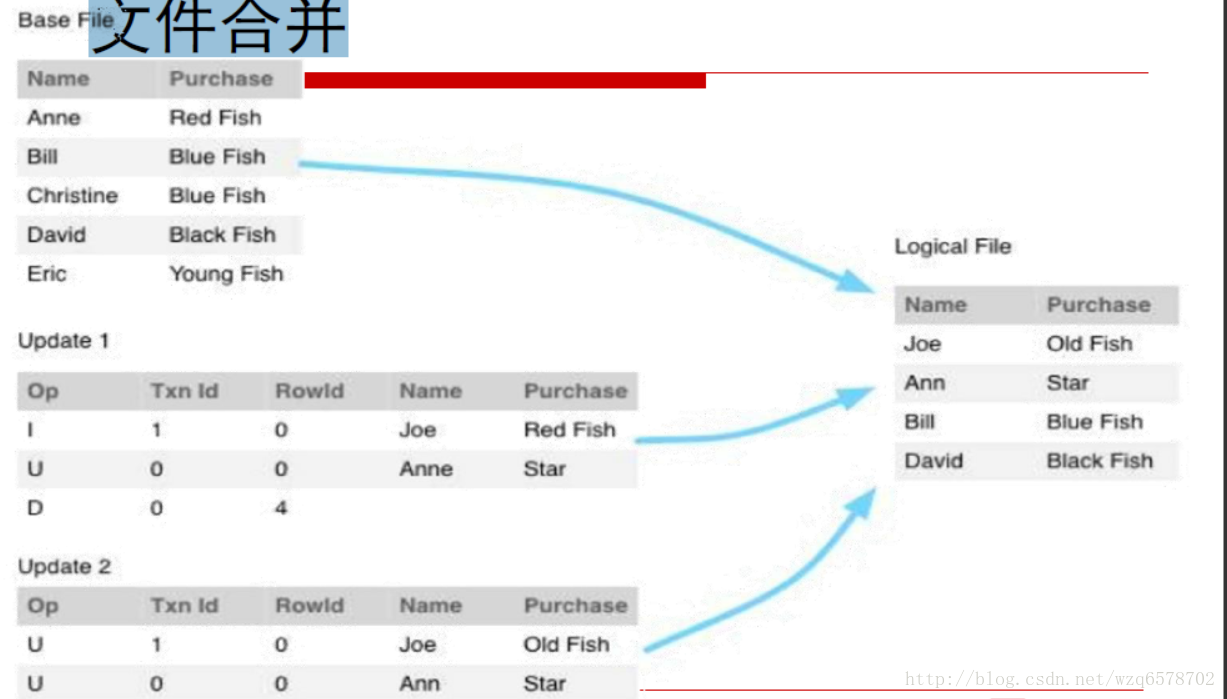 文件合并
Base File
Name Purchase
Anne Red Fish
Bill Blue Fish
Christine Blue Fish
David Black Fish
Eric Young Fish
Update 1
Op Txn Id RowId Name Purchase
I 1 0 Joe Red Fish
U 0 0 Anne Star
D 0 4
Update 2
Op Txn Id RowId Name Purchase
U 1 0 Joe Old Fish
U 0 0 Ann Star
Logical File
Name Purchase
Joe Old Fish
Ann Star
Bill Blue Fish
David Black Fish
http://blog.csdn.net/wzq6578702